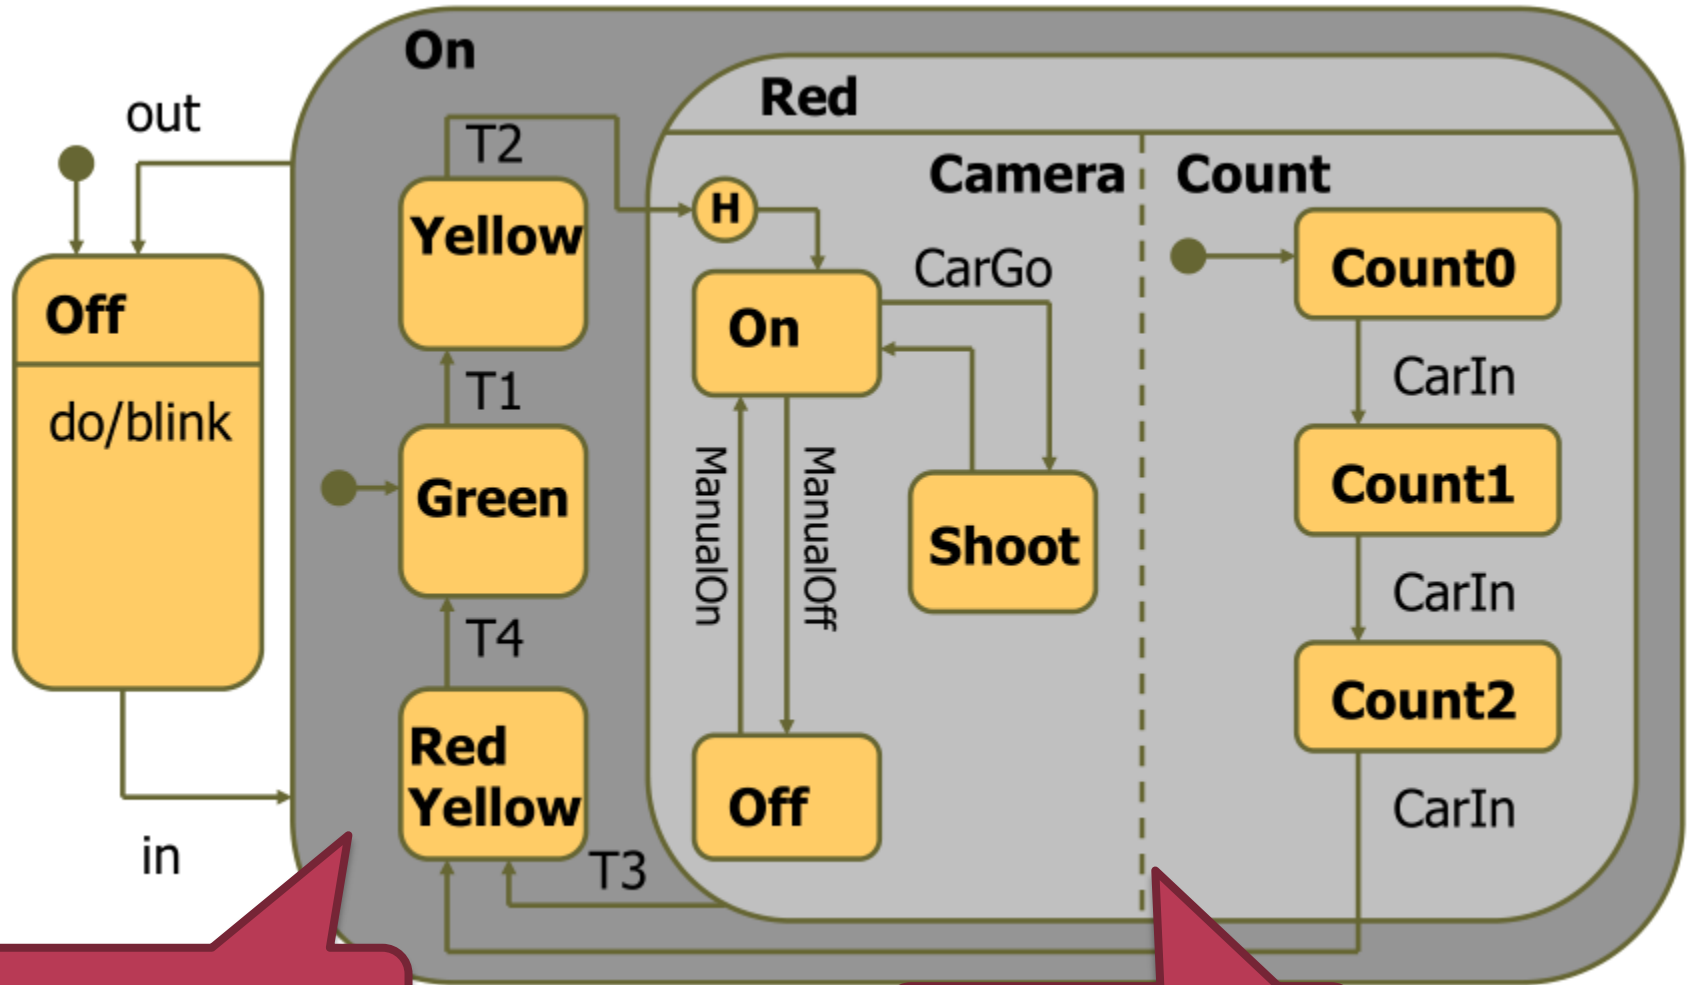 On
out
Off
do/blink
in
T2
Yellow
T1
Green
T4
Red
Yellow
T3
Red
Camera
H
On
CarGo
ManualOn
ManualOff
Shoot
Off
Count
Count0
CarIn
Count1
CarIn
Count2
CarIn